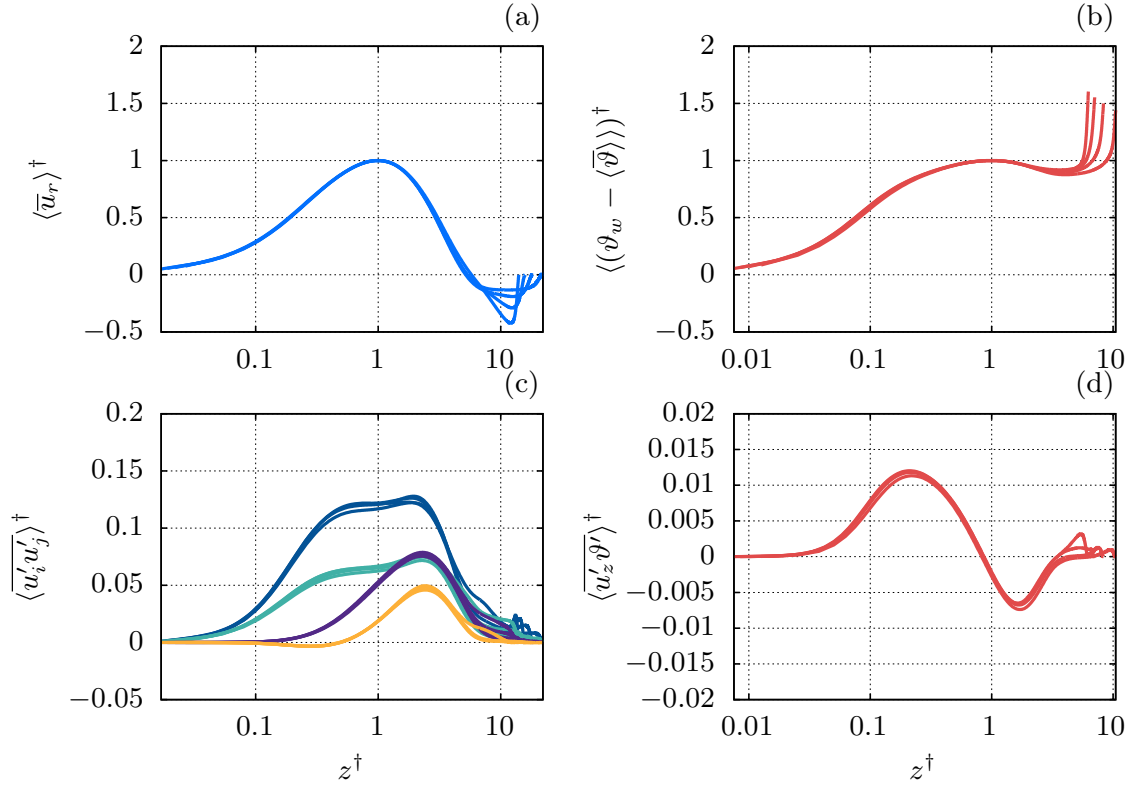 (a)
2
1.5
1
0.5
0
−0.5
0.1 1 10
⟨u̅_r⟩^†
(b)
2
1.5
1
0.5
0
−0.5
0.01 0.1 1 10
⟨(ϑ_w − ⟨ϑ̅⟩⟩)^†
(c)
0.2
0.15
0.1
0.05
0
−0.05
0.1 1 10
⟨\overline{u′_i u′_j}⟩^†
z^†
(d)
0.02
0.015
0.01
0.005
0
−0.005
−0.01
−0.015
−0.02
0.01 0.1 1 10
⟨\overline{u′_z ϑ′}⟩^†
z^†